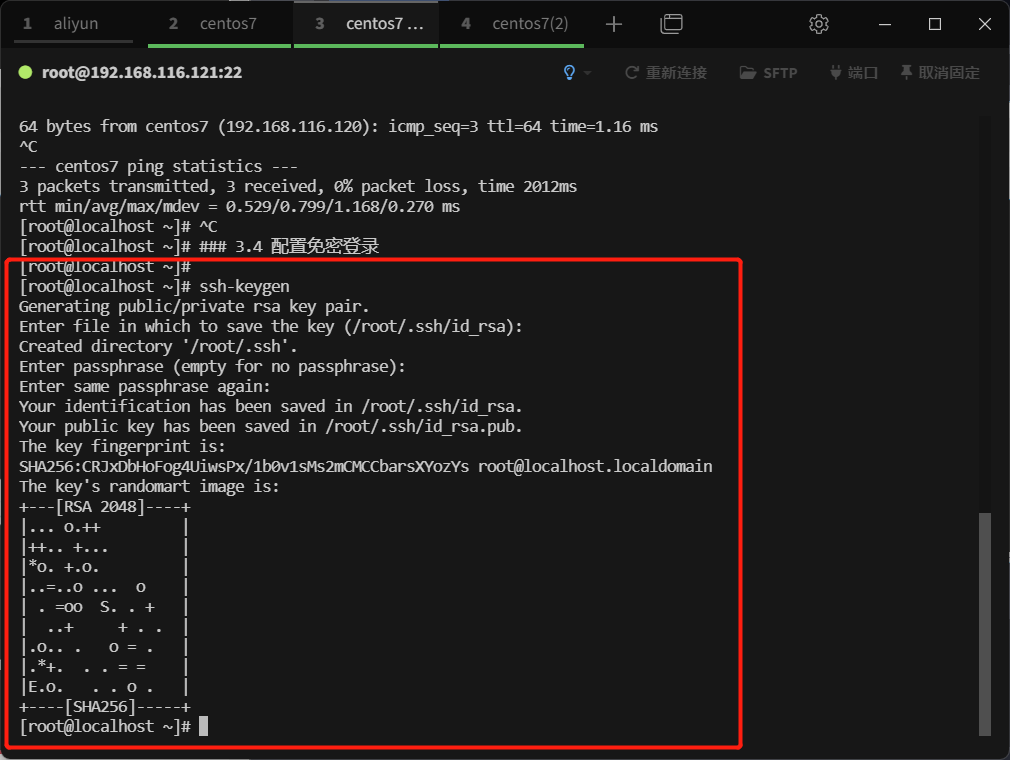 1 aliyun 2 centos7 3 centos7 ... 4 centos7(2)
root@192.168.116.121:22 重新连接 SFTP 端口 取消固定
64 bytes from centos7 (192.168.116.120): icmp_seq=3 ttl=64 time=1.16 ms
^C
--- centos7 ping statistics ---
3 packets transmitted, 3 received, 0% packet loss, time 2012ms
rtt min/avg/max/mdev = 0.529/0.799/1.168/0.270 ms
[root@localhost ~]# ^C
[root@localhost ~]# ### 3.4 配置免密登录
[root@localhost ~]#
[root@localhost ~]# ssh-keygen
Generating public/private rsa key pair.
Enter file in which to save the key (/root/.ssh/id_rsa):
Created directory '/root/.ssh'.
Enter passphrase (empty for no passphrase):
Enter same passphrase again:
Your identification has been saved in /root/.ssh/id_rsa.
Your public key has been saved in /root/.ssh/id_rsa.pub.
The key fingerprint is:
SHA256:CRJxDbHoFog4UiwsPx/1b0v1sMs2mCMCCbarsXYozYs root@localhost.localdomain
The key's randomart image is:
+---[RSA 2048]----+
|... o.++         |
|++.. +...        |
|*o. +.o.         |
|..=..o ...  o    |
| . =oo  S. . +   |
|  ..+     + . .  |
|.o.. .   o = .   |
|.*+.  . . = =    |
|E.o.   . . o .   |
+----[SHA256]-----+
[root@localhost ~]#